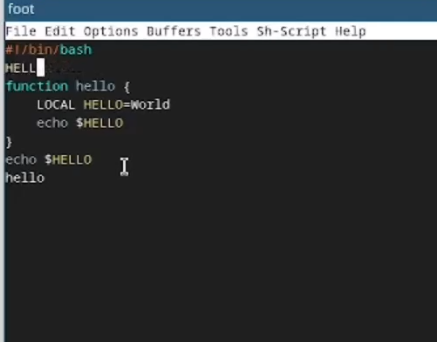 foot
File Edit Options Buffers Tools Sh-Script Help
#!/bin/bash
HELL
function hello {
    LOCAL HELLO=World
    echo $HELLO
}
echo $HELLO
hello